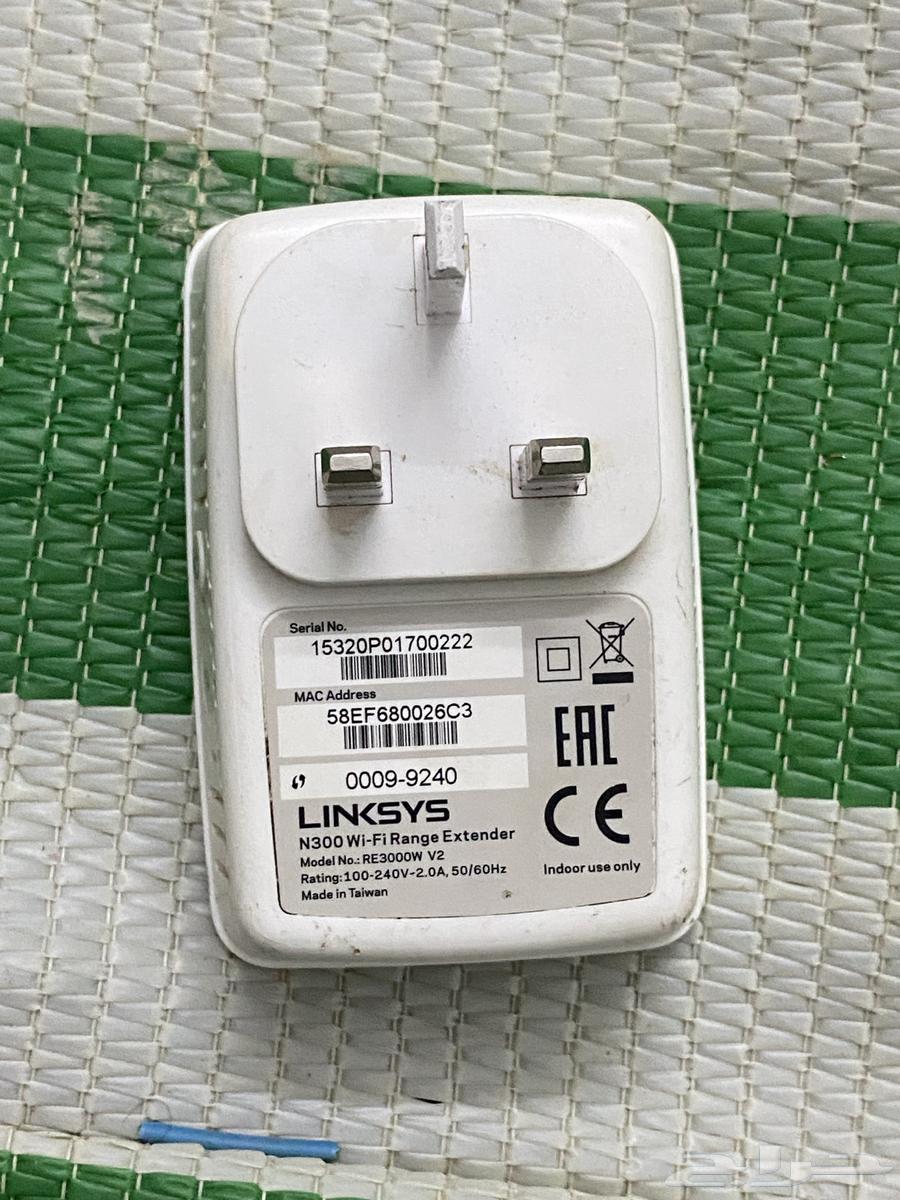 Serial No.
15320P01700222
MAC Address
58EF680026C3
0009-9240
LINKSYS
N300 Wi-Fi Range Extender
Model No.: RE3000W V2
Rating:100-240V~2.0A, 50/60Hz
Made in Taiwan
EAC
CE
Indoor use only
حراج